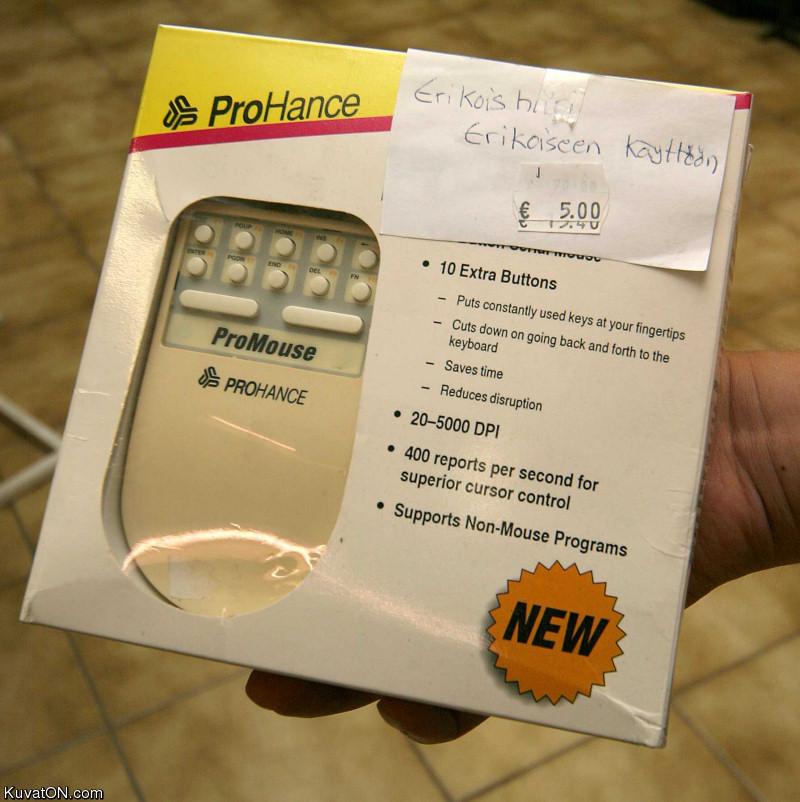 ProHance
Erikois hiiri
Erikoiseen käyttöön
€ 5.00
Button Serial Mouse
• 10 Extra Buttons
– Puts constantly used keys at your fingertips
– Cuts down on going back and forth to the
keyboard
– Saves time
– Reduces disruption
• 20–5000 DPI
• 400 reports per second for
superior cursor control
• Supports Non-Mouse Programs
NEW
PGUP HOME INS
ENTER PGDN END DEL FN
ProMouse
PROHANCE
KuvatON.com